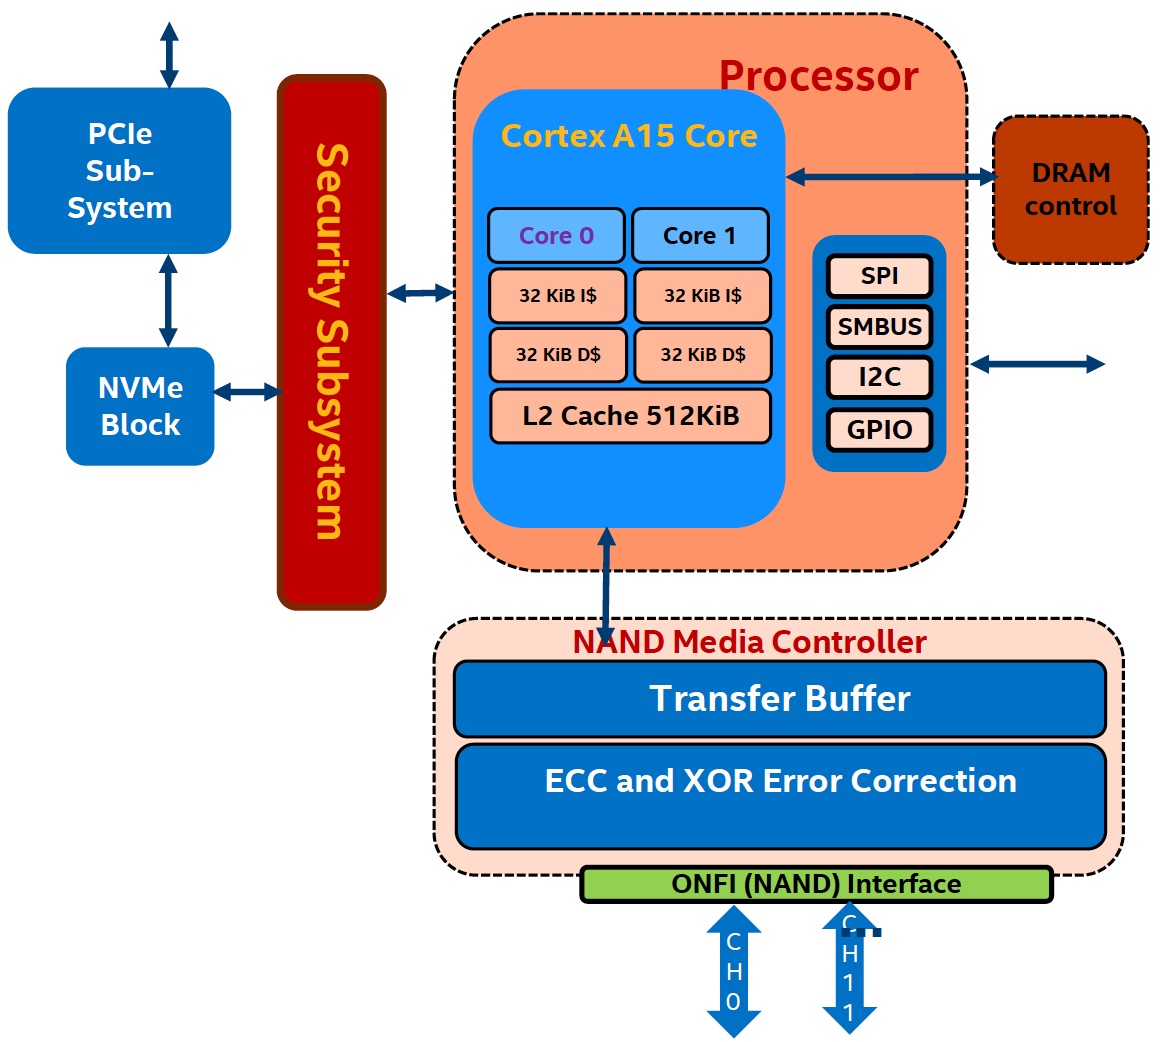 PCIe
Sub-
System
NVMe
Block
Security Subsystem
Processor
Cortex A15 Core
Core 0
Core 1
32 KiB I$
32 KiB I$
32 KiB D$
32 KiB D$
L2 Cache 512KiB
SPI
SMBUS
I2C
GPIO
DRAM
control
NAND Media Controller
Transfer Buffer
ECC and XOR Error Correction
ONFI (NAND) Interface
CH0
...
CH11